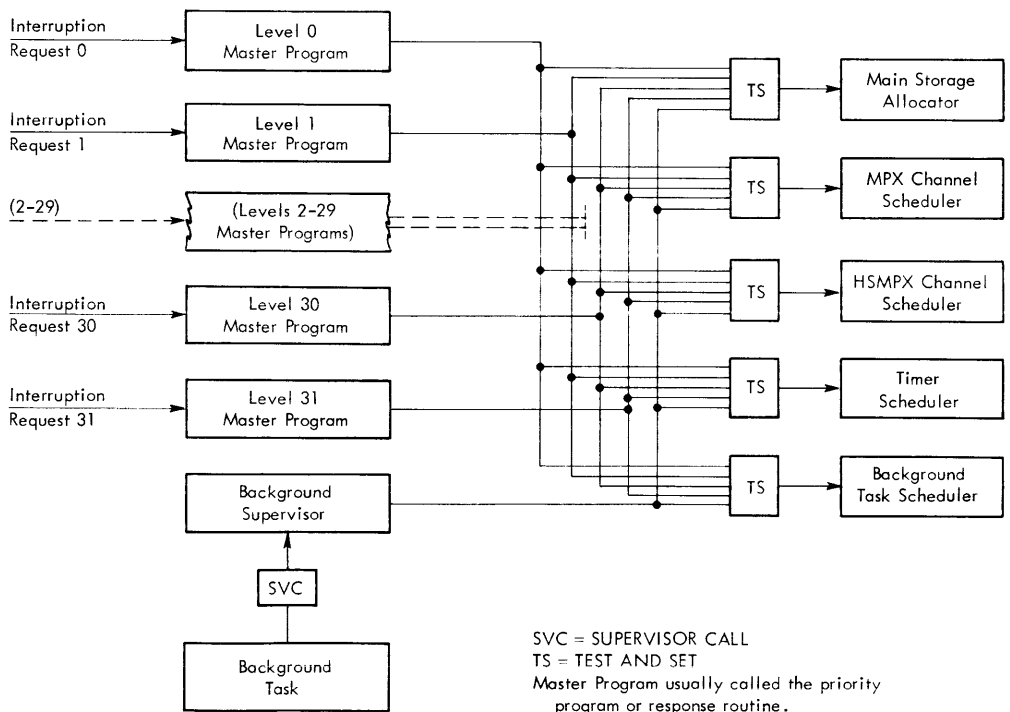 Interruption
Request 0
Level 0
Master Program
TS
Main Storage
Allocator
Interruption
Request 1
Level 1
Master Program
TS
MPX Channel
Scheduler
(2-29)
(Levels 2-29
Master Programs)
TS
HSMPX Channel
Scheduler
Interruption
Request 30
Level 30
Master Program
TS
Timer
Scheduler
Interruption
Request 31
Level 31
Master Program
TS
Background
Task Scheduler
Background
Supervisor
SVC
Background
Task
SVC = SUPERVISOR CALL
TS = TEST AND SET
Master Program usually called the priority
program or response routine.